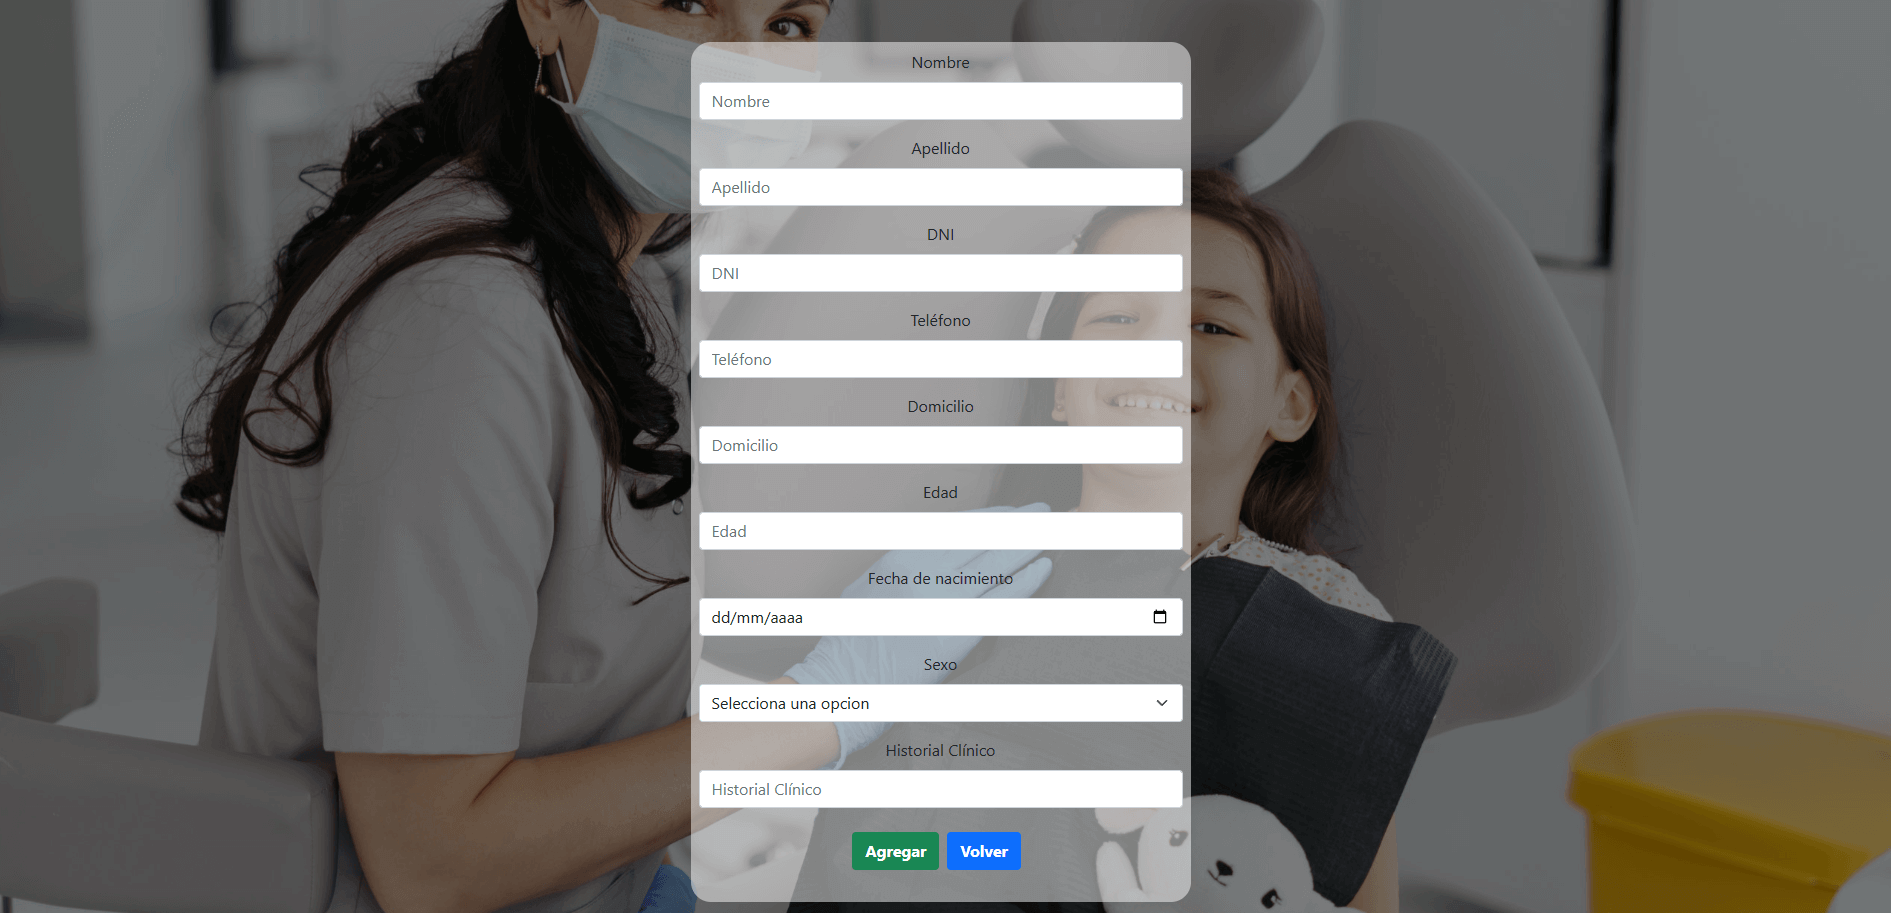 Nombre
Nombre
Apellido
Apellido
DNI
DNI
Teléfono
Teléfono
Domicilio
Domicilio
Edad
Edad
Fecha de nacimiento
dd/mm/aaaa
Sexo
Selecciona una opcion
Historial Clínico
Historial Clínico
Agregar Volver